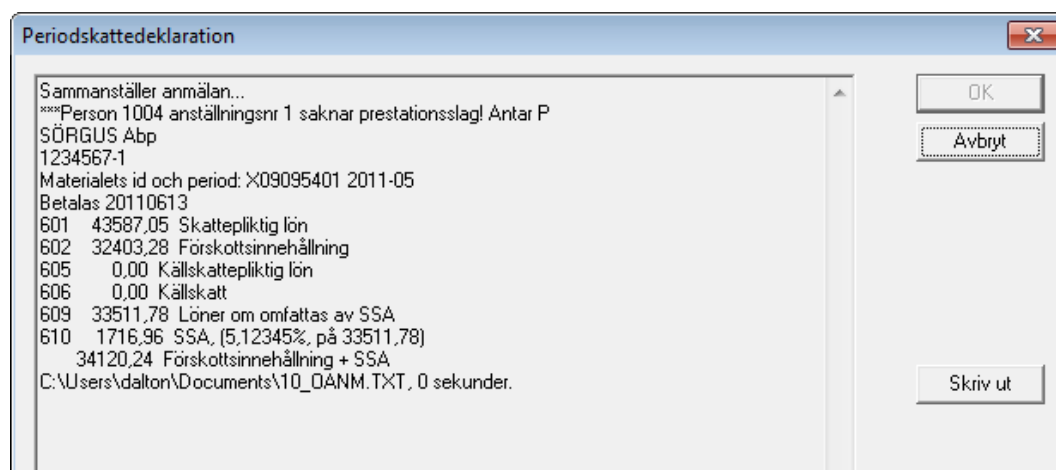 Periodskattedeklaration
Sammanställer anmälan...
***Person 1004 anställningsnr 1 saknar prestationsslag! Antar P
SÖRGUS Abp
1234567-1
Materialets id och period: X09095401 2011-05
Betalas 20110613
601 43587,05 Skattepliktig lön
602 32403,28 Förskottsinnehållning
605 0,00 Källskattepliktig lön
606 0,00 Källskatt
609 33511,78 Löner om omfattas av SSA
610 1716,96 SSA, (5,12345%, på 33511,78)
34120,24 Förskottsinnehållning + SSA
C:\Users\dalton\Documents\10_OANM.TXT, 0 sekunder.
OK
Avbryt
Skriv ut